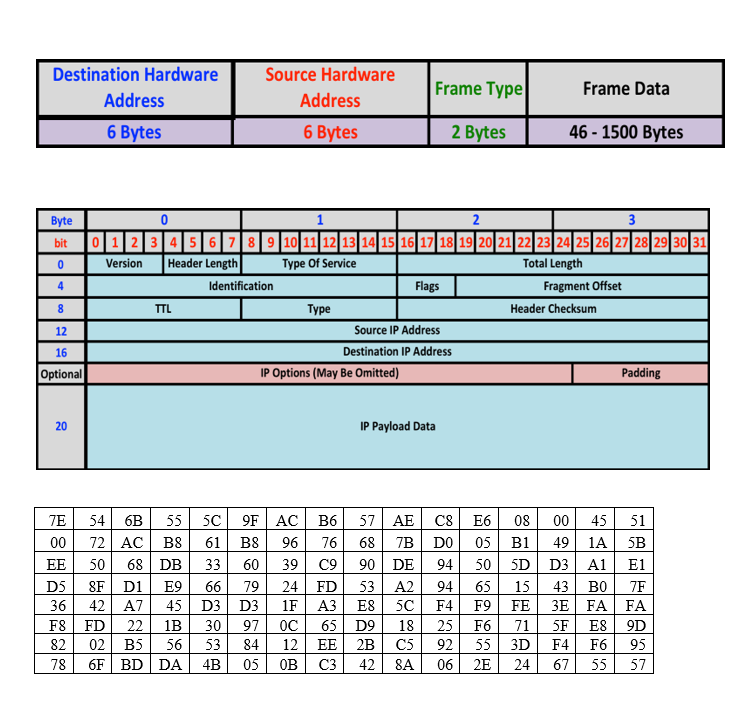 Destination Hardware Address Source Hardware Address Frame Type Frame Data
6 Bytes 6 Bytes 2 Bytes 46 - 1500 Bytes
Byte 0 1 2 3
bit 0 1 2 3 4 5 6 7 8 9 10 11 12 13 14 15 16 17 18 19 20 21 22 23 24 25 26 27 28 29 30 31
0 Version Header Length Type Of Service Total Length
4 Identification Flags Fragment Offset
8 TTL Type Header Checksum
12 Source IP Address
16 Destination IP Address
Optional IP Options (May Be Omitted) Padding
20 IP Payload Data
7E 54 6B 55 5C 9F AC B6 57 AE C8 E6 08 00 45 51
00 72 AC B8 61 B8 96 76 68 7B D0 05 B1 49 1A 5B
EE 50 68 DB 33 60 39 C9 90 DE 94 50 5D D3 A1 E1
D5 8F D1 E9 66 79 24 FD 53 A2 94 65 15 43 B0 7F
36 42 A7 45 D3 D3 1F A3 E8 5C F4 F9 FE 3E FA FA
F8 FD 22 1B 30 97 0C 65 D9 18 25 F6 71 5F E8 9D
82 02 B5 56 53 84 12 EE 2B C5 92 55 3D F4 F6 95
78 6F BD DA 4B 05 0B C3 42 8A 06 2E 24 67 55 57